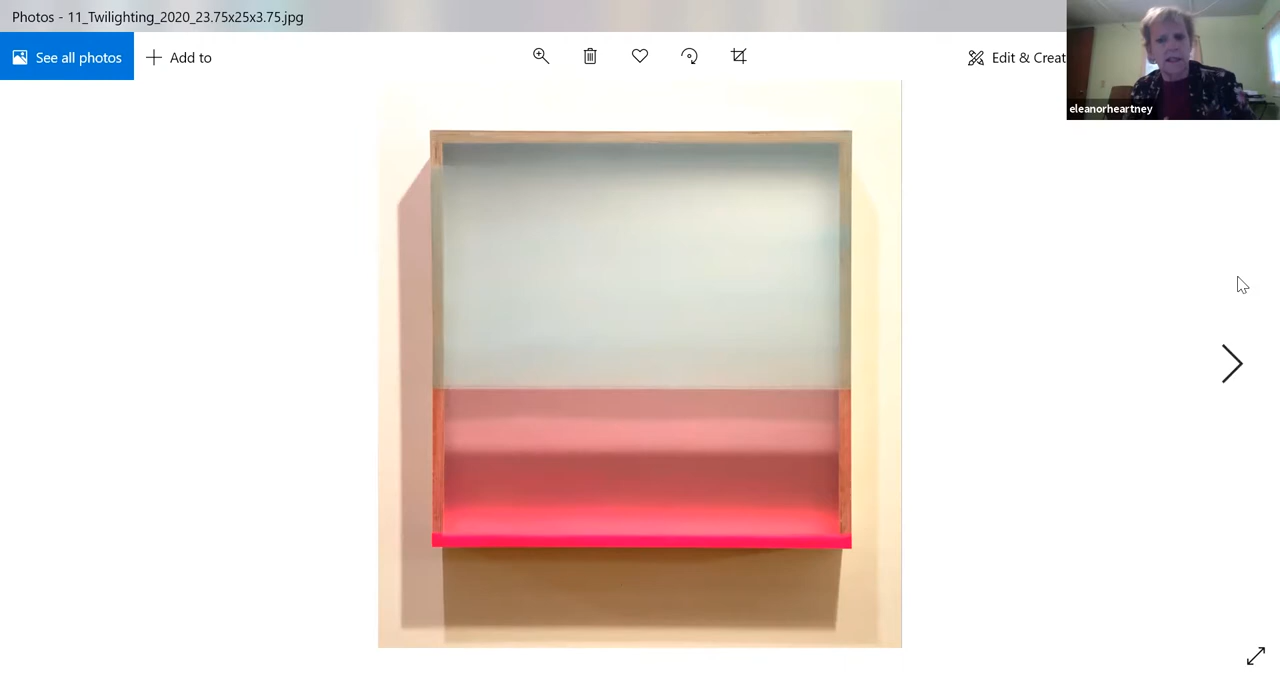 Photos - 11_Twilighting_2020_23.75x25x3.75.jpg
See all photos
Add to
Edit & Creat
eleanorheartney